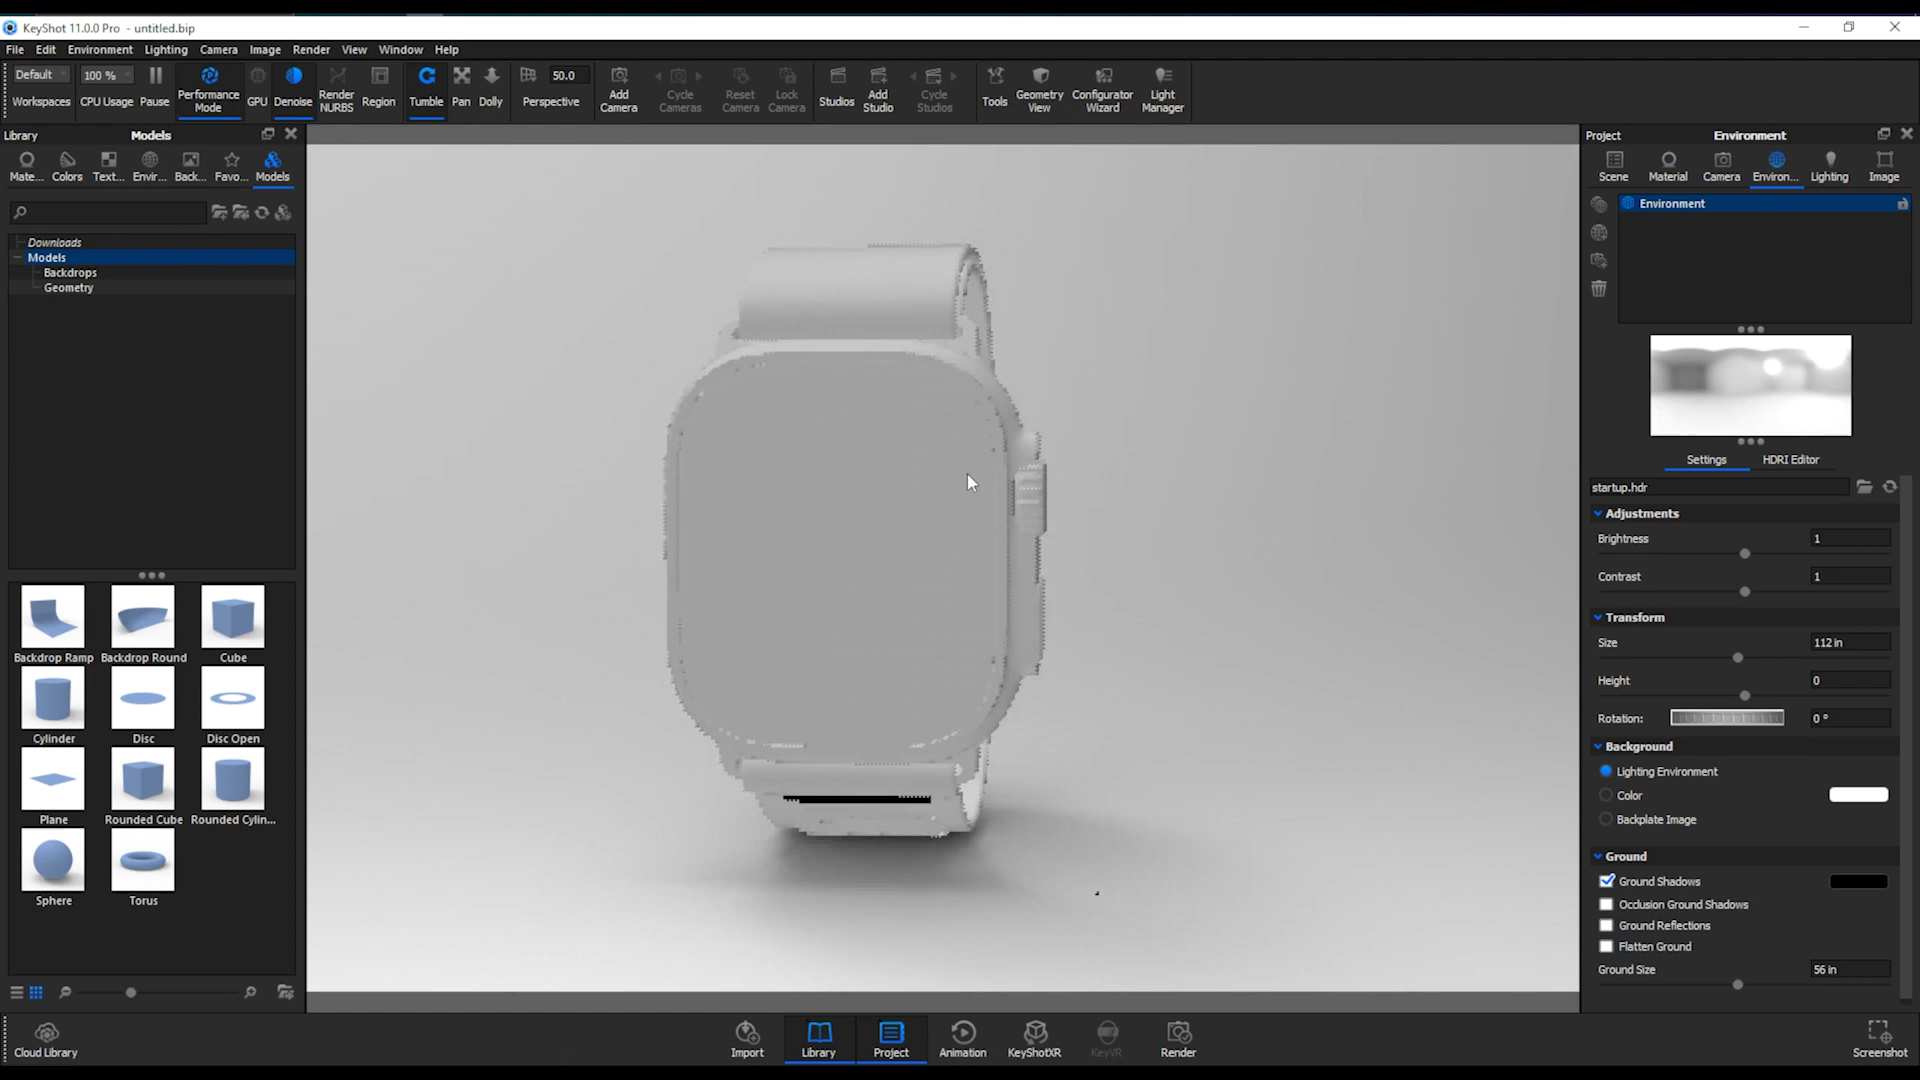 KeyShot 11.0.0 Pro - untitled.bip
File Edit Environment Lighting Camera Image Render View Window Help
Default
Workspaces
100 %
CPU Usage
Pause
Performance
Mode
GPU
Denoise
Render
NURBS
Region
Tumble
Pan
Dolly
50.0
Perspective
Add
Camera
Cycle
Cameras
Reset
Camera
Lock
Camera
Studios
Add
Studio
Cycle
Studios
Tools
Geometry
View
Configurator
Wizard
Light
Manager
Library
Models
Mate... Colors Text... Envir... Back... Favo... Models
Downloads
Models
Backdrops
Geometry
Backdrop Ramp Backdrop Round Cube
Cylinder Disc Disc Open
Plane Rounded Cube Rounded Cylin...
Sphere Torus
Project
Environment
Scene Material Camera Environ... Lighting Image
Environment
Settings HDRI Editor
startup.hdr
Adjustments
Brightness 1
Contrast 1
Transform
Size 112 in
Height 0
Rotation: 0 °
Background
Lighting Environment
Color
Backplate Image
Ground
Ground Shadows
Occlusion Ground Shadows
Ground Reflections
Flatten Ground
Ground Size 56 in
Cloud Library
Import Library Project Animation KeyShotXR KeyVR Render
Screenshot